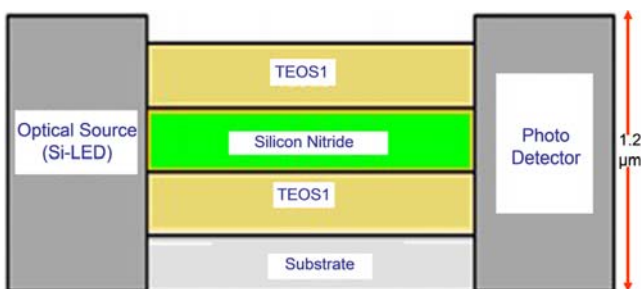 TEOS1
Optical Source
(Si-LED)
Silicon Nitride
Photo
Detector
1.2
µm
TEOS1
Substrate